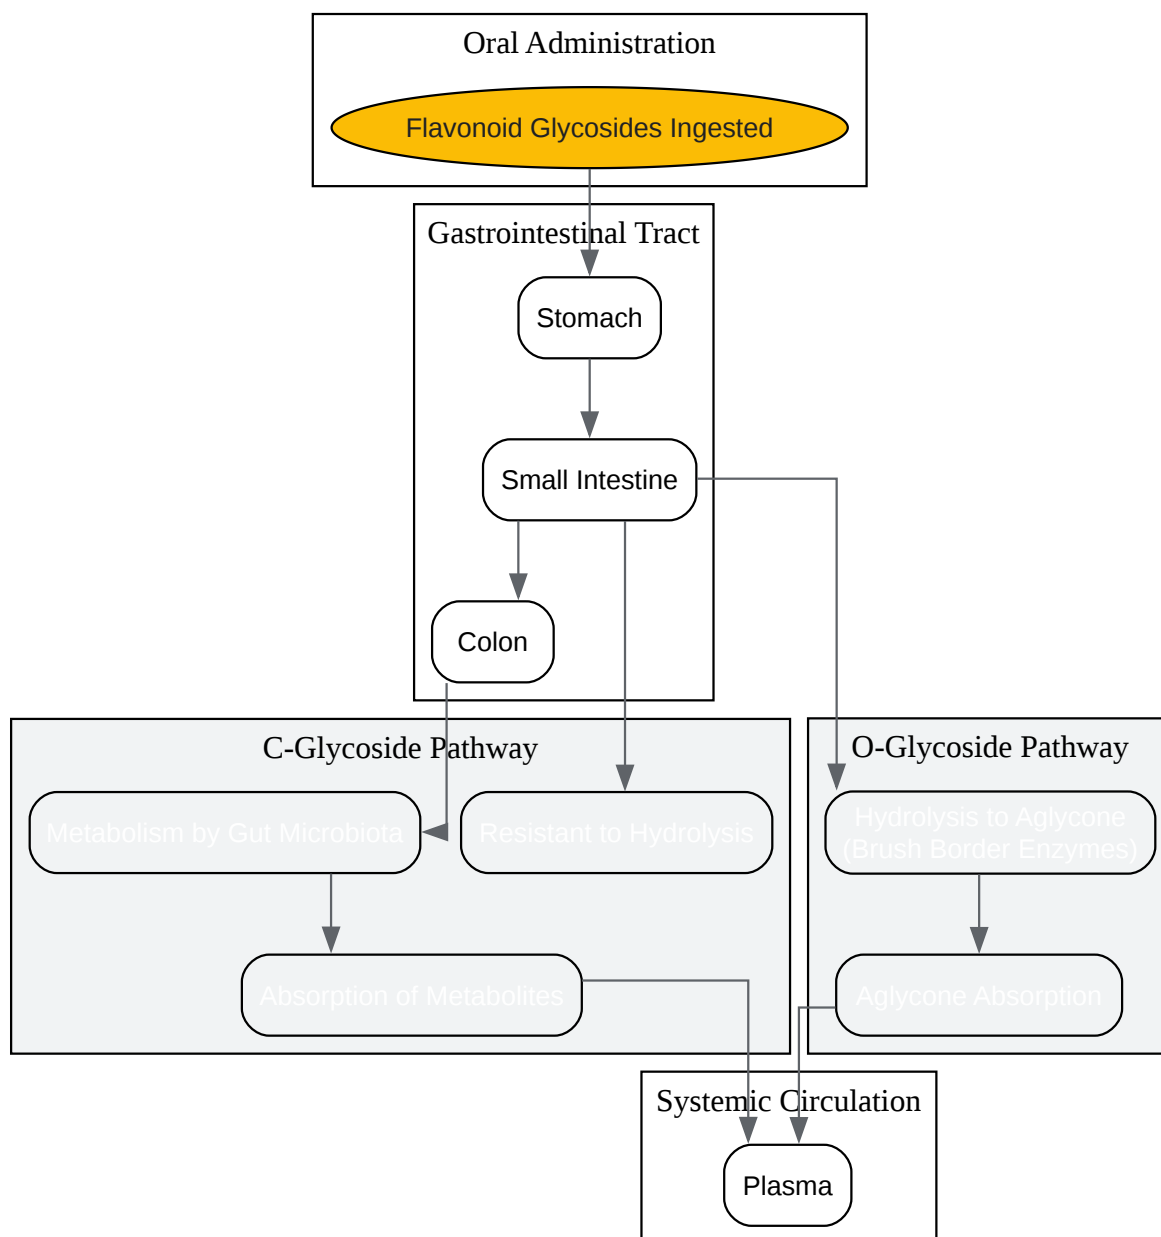 Oral Administration
Flavonoid Glycosides Ingested
Gastrointestinal Tract
Stomach
Small Intestine
Colon
C-Glycoside Pathway
O-Glycoside Pathway
Metabolism by Gut Microbiota
Resistant to Hydrolysis
Hydrolysis to Aglycone
(Brush Border Enzymes)
Absorption of Metabolites
Aglycone Absorption
Systemic Circulation
Plasma